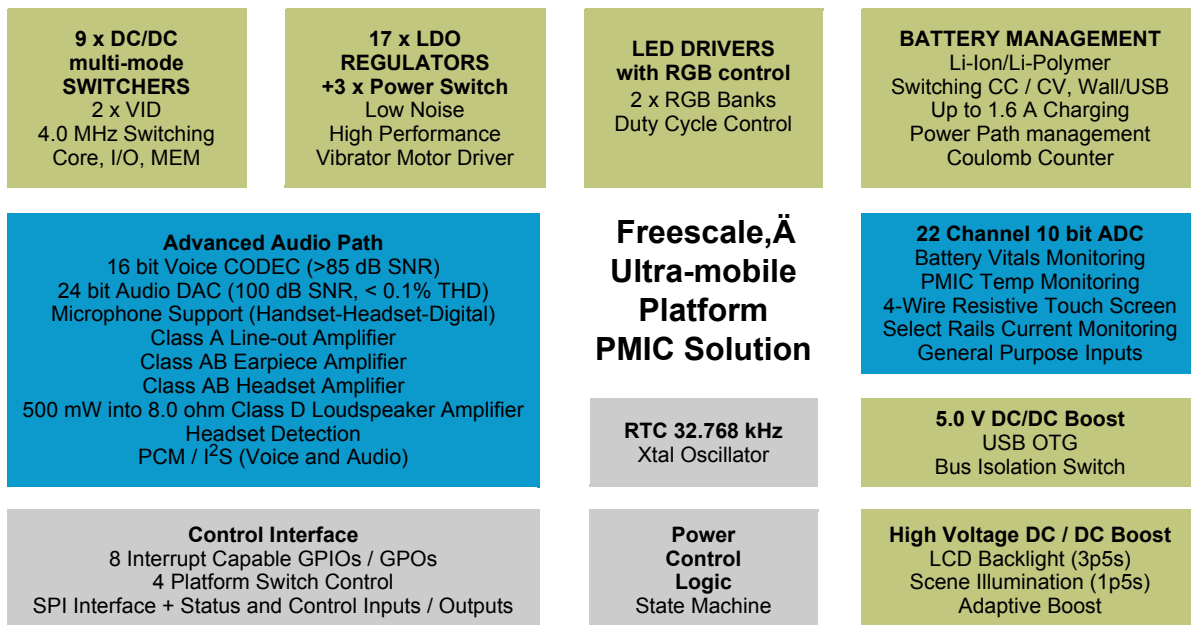 9 x DC/DC
multi-mode
SWITCHERS
2 x VID
4.0 MHz Switching
Core, I/O, MEM
17 x LDO
REGULATORS
+3 x Power Switch
Low Noise
High Performance
Vibrator Motor Driver
LED DRIVERS
with RGB control
2 x RGB Banks
Duty Cycle Control
BATTERY MANAGEMENT
Li-Ion/Li-Polymer
Switching CC / CV, Wall/USB
Up to 1.6 A Charging
Power Path management
Coulomb Counter
Advanced Audio Path
16 bit Voice CODEC (>85 dB SNR)
24 bit Audio DAC (100 dB SNR, < 0.1% THD)
Microphone Support (Handset-Headset-Digital)
Class A Line-out Amplifier
Class AB Earpiece Amplifier
Class AB Headset Amplifier
500 mW into 8.0 ohm Class D Loudspeaker Amplifier
Headset Detection
PCM / I²S (Voice and Audio)
Freescale‚Ä
Ultra-mobile
Platform
PMIC Solution
22 Channel 10 bit ADC
Battery Vitals Monitoring
PMIC Temp Monitoring
4-Wire Resistive Touch Screen
Select Rails Current Monitoring
General Purpose Inputs
RTC 32.768 kHz
Xtal Oscillator
5.0 V DC/DC Boost
USB OTG
Bus Isolation Switch
Control Interface
8 Interrupt Capable GPIOs / GPOs
4 Platform Switch Control
SPI Interface + Status and Control Inputs / Outputs
Power
Control
Logic
State Machine
High Voltage DC / DC Boost
LCD Backlight (3p5s)
Scene Illumination (1p5s)
Adaptive Boost